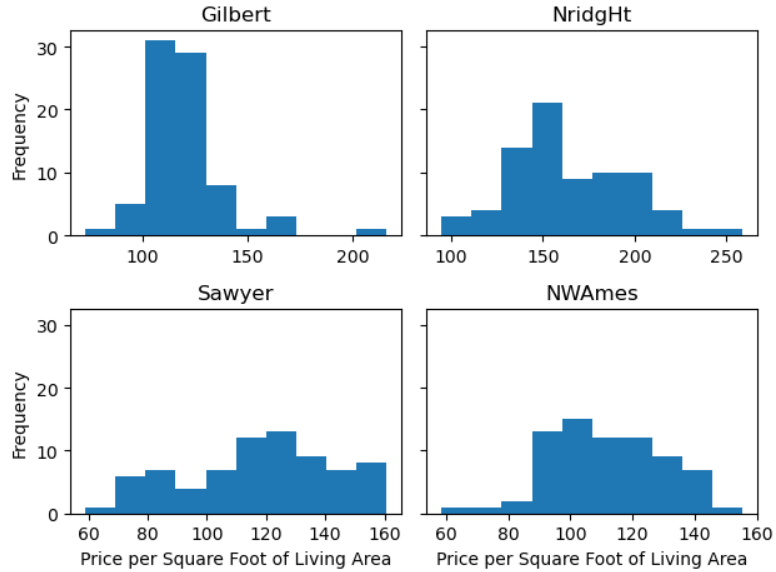 Gilbert
NridgHt
30
20
10
0
Frequency
100 150 200
100 150 200 250
Sawyer
NWAmes
30
20
10
0
Frequency
60 80 100 120 140 160
60 80 100 120 140 160
Price per Square Foot of Living Area
Price per Square Foot of Living Area